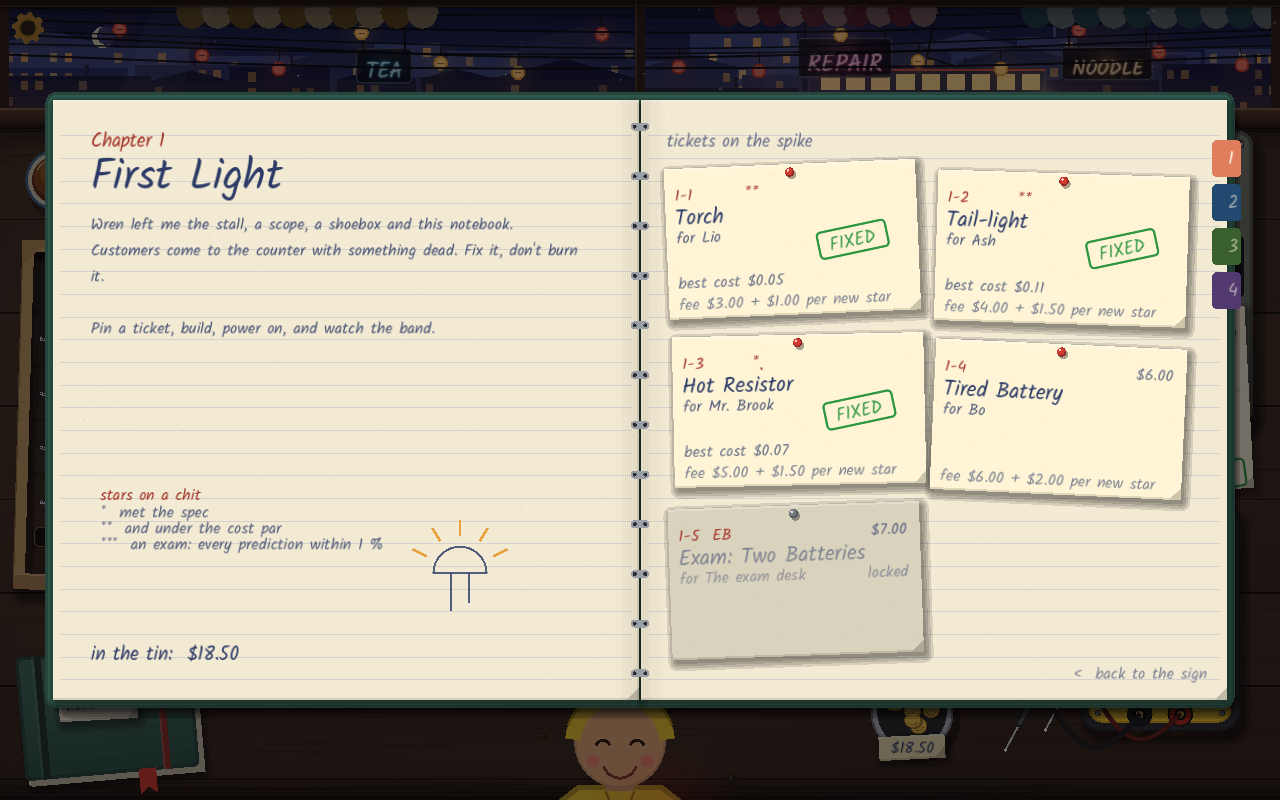 TEA
REPAIR
NOODLE
Chapter 1
First Light
Wren left me the stall, a scope, a shoebox and this notebook.
Customers come to the counter with something dead. Fix it, don't burn
it.
Pin a ticket, build, power on, and watch the band.
stars on a chit
* met the spec
** and under the cost par
*** an exam: every prediction within 1 %
in the tin: $18.50
tickets on the spike
1-1 **
Torch
for Lio
FIXED
best cost $0.05
fee $3.00 + $1.00 per new star
1-2 **
Tail-light
for Ash
FIXED
best cost $0.11
fee $4.00 + $1.50 per new star
1-3 *.
Hot Resistor
for Mr. Brook
FIXED
best cost $0.07
fee $5.00 + $1.50 per new star
1-4
$6.00
Tired Battery
for Bo
fee $6.00 + $2.00 per new star
1-5 EB
$7.00
Exam: Two Batteries
for The exam desk
locked
< back to the sign
1
2
3
4
$18.50